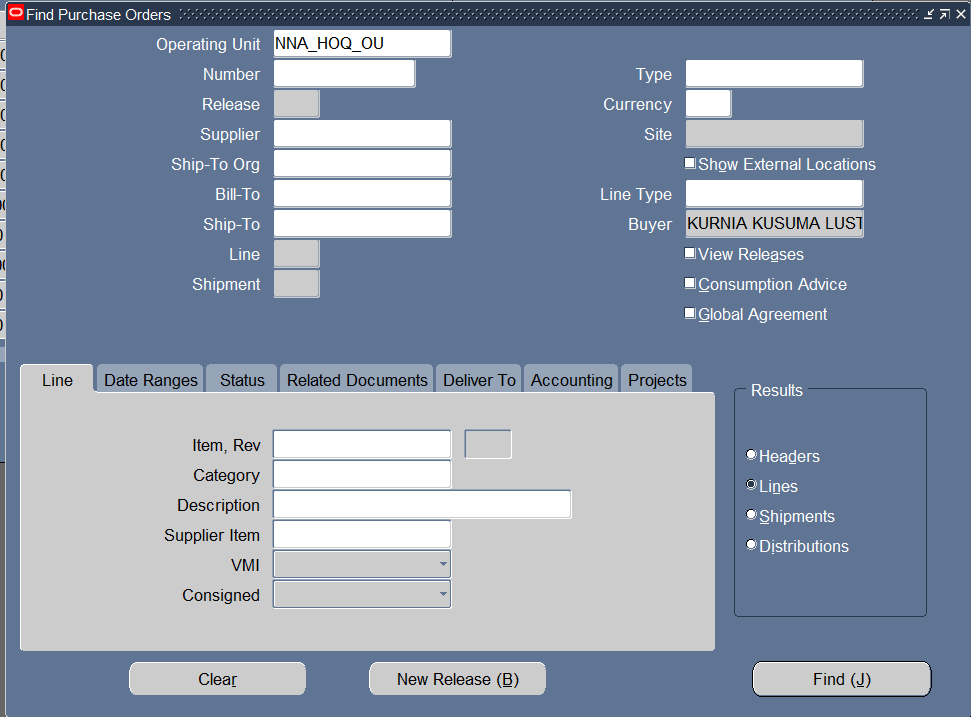 Find Purchase Orders
Operating Unit NNA_HOQ_OU
Number
Type
Release
Currency
Supplier
Site
Ship-To Org
Show External Locations
Bill-To
Line Type
Ship-To
Buyer KURNIA KUSUMA LUST
Line
View Releases
Shipment
Consumption Advice
Global Agreement
Line Date Ranges Status Related Documents Deliver To Accounting Projects
Results
Item, Rev
Headers
Category
Lines
Description
Shipments
Supplier Item
Distributions
VMI
Consigned
Clear New Release (B) Find (J)